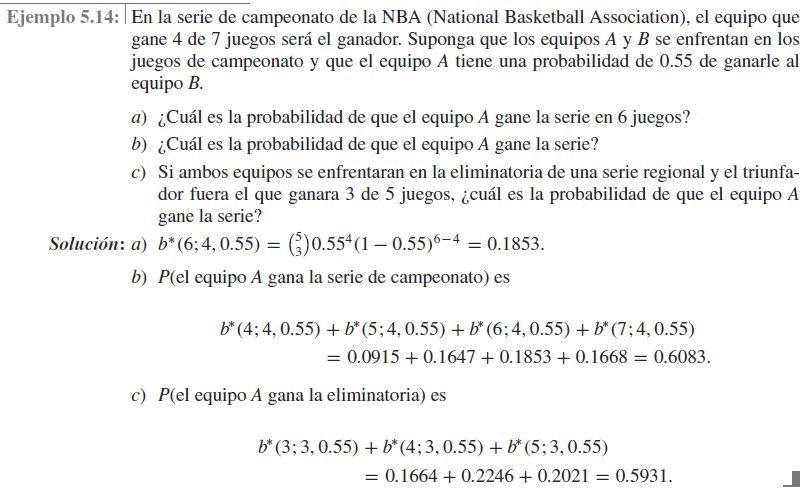 Ejemplo 5.14: En la serie de campeonato de la NBA (National Basketball Association), el equipo que
gane 4 de 7 juegos será el ganador. Suponga que los equipos A y B se enfrentan en los
juegos de campeonato y que el equipo A tiene una probabilidad de 0.55 de ganarle al
equipo B.
a) ¿Cuál es la probabilidad de que el equipo A gane la serie en 6 juegos?
b) ¿Cuál es la probabilidad de que el equipo A gane la serie?
c) Si ambos equipos se enfrentaran en la eliminatoria de una serie regional y el triunfa-
dor fuera el que ganara 3 de 5 juegos, ¿cuál es la probabilidad de que el equipo A
gane la serie?
Solución: a) b*(6; 4, 0.55) = (5 3)0.55⁴(1 − 0.55)⁶⁻⁴ = 0.1853.
b) P(el equipo A gana la serie de campeonato) es
b*(4; 4, 0.55) + b*(5; 4, 0.55) + b*(6; 4, 0.55) + b*(7; 4, 0.55)
= 0.0915 + 0.1647 + 0.1853 + 0.1668 = 0.6083.
c) P(el equipo A gana la eliminatoria) es
b*(3; 3, 0.55) + b*(4; 3, 0.55) + b*(5; 3, 0.55)
= 0.1664 + 0.2246 + 0.2021 = 0.5931.